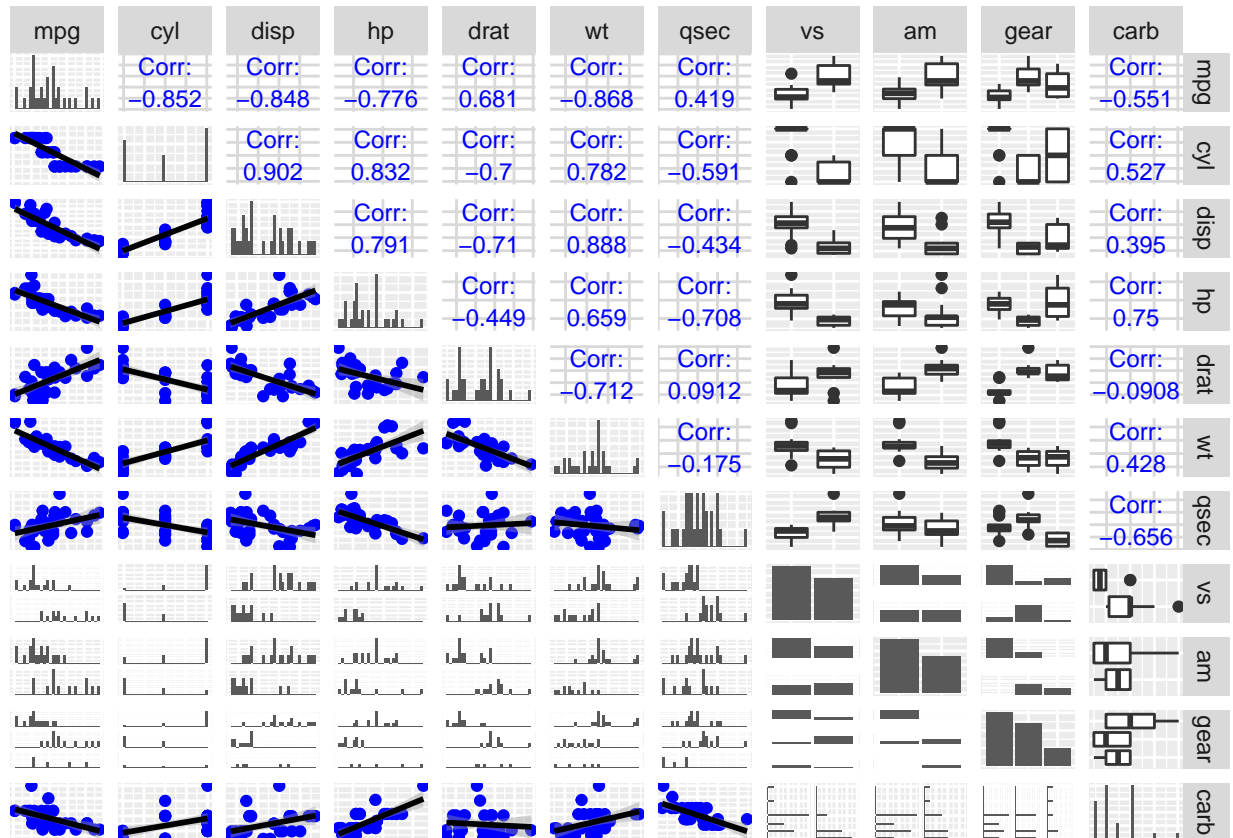 mpg cyl disp hp drat wt qsec vs am gear carb
Corr: Corr: Corr: Corr: Corr: Corr: Corr: mpg
−0.852 −0.848 −0.776 0.681 −0.868 0.419 −0.551
Corr: Corr: Corr: Corr: Corr: Corr: cyl
0.902 0.832 −0.7 0.782 −0.591 0.527
Corr: Corr: Corr: Corr: Corr: disp
0.791 −0.71 0.888 −0.434 0.395
Corr: Corr: Corr: Corr: hp
−0.449 0.659 −0.708 0.75
Corr: Corr: Corr: drat
−0.712 0.0912 −0.0908
Corr: Corr: wt
−0.175 0.428
Corr: qsec
−0.656
vs
am
gear
carb